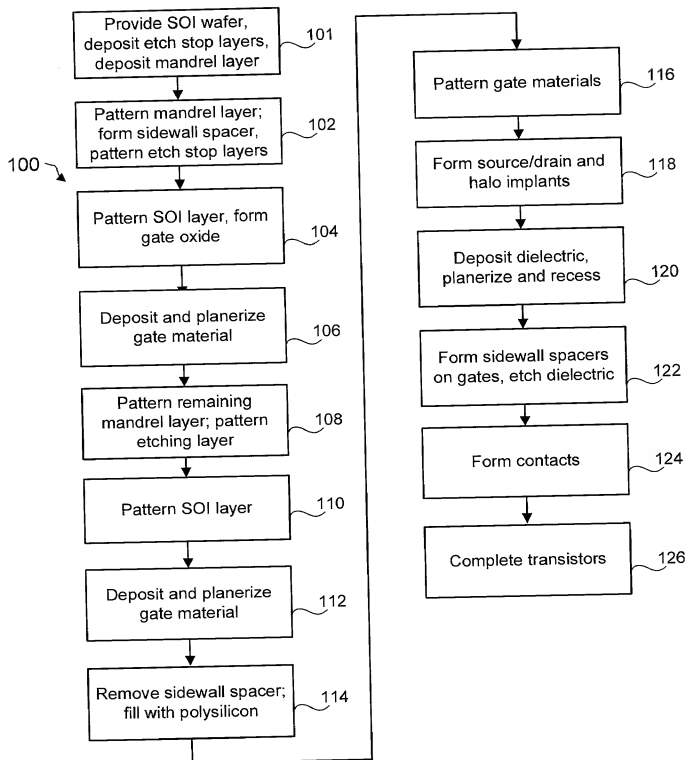 Provide SOI wafer,
deposit etch stop layers,
deposit mandrel layer
101
Pattern mandrel layer;
form sidewall spacer,
pattern etch stop layers
102
100
Pattern SOI layer, form
gate oxide
104
Deposit and planerize
gate material
106
Pattern remaining
mandrel layer; pattern
etching layer
108
Pattern SOI layer
110
Deposit and planerize
gate material
112
Remove sidewall spacer;
fill with polysilicon
114
Pattern gate materials
116
Form source/drain and
halo implants
118
Deposit dielectric,
planerize and recess
120
Form sidewall spacers
on gates, etch dielectric
122
Form contacts
124
Complete transistors
126